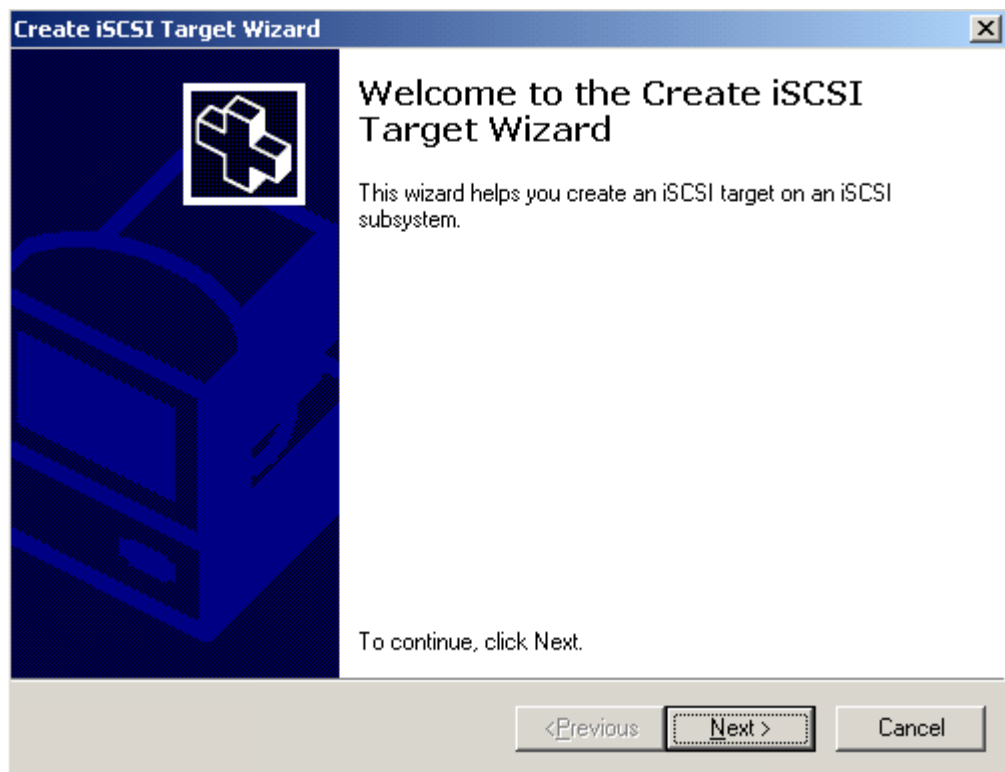 Create iSCSI Target Wizard
Welcome to the Create iSCSI
Target Wizard
This wizard helps you create an iSCSI target on an iSCSI
subsystem.
To continue, click Next.
<Previous
Next >
Cancel